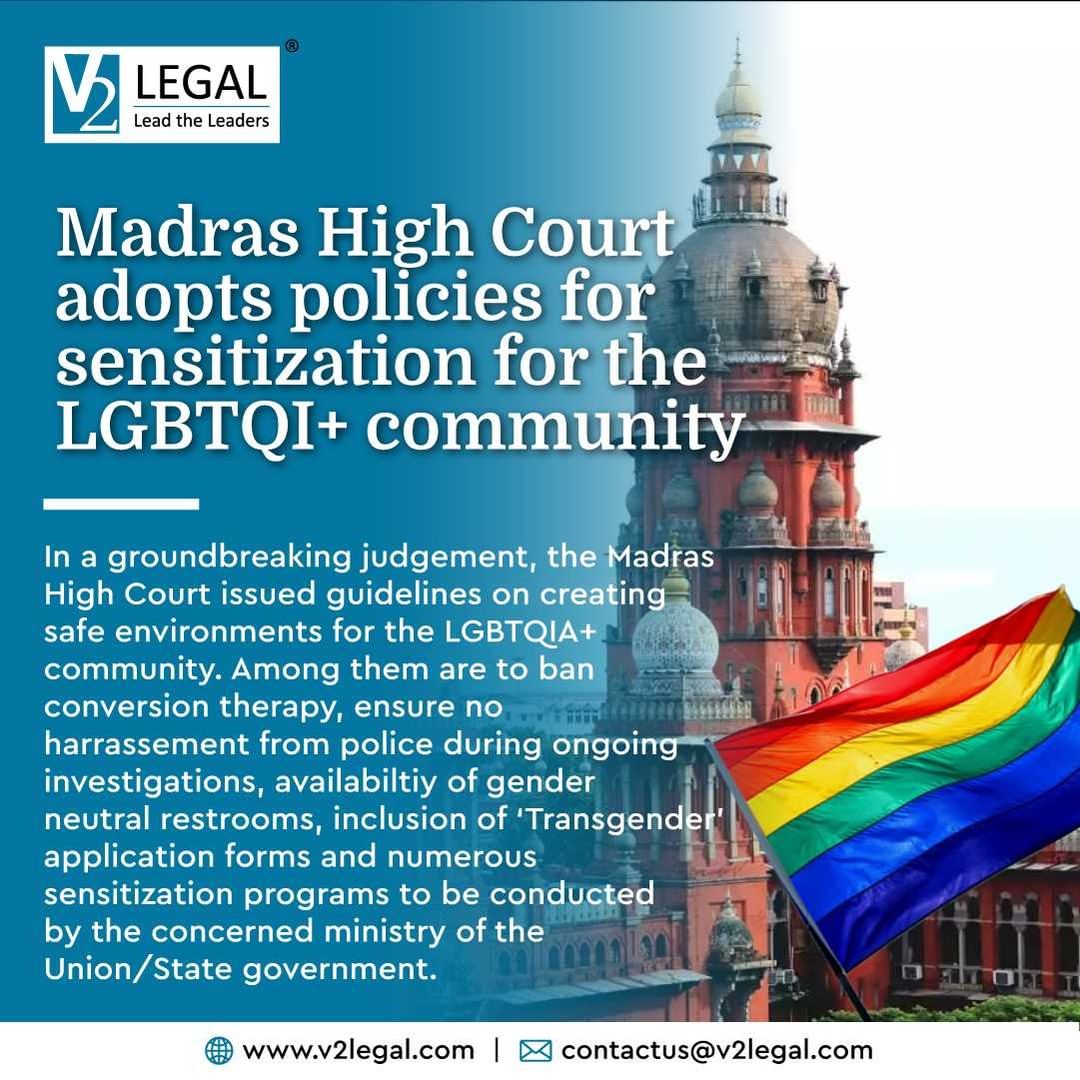 V2 LEGAL ®
Lead the Leaders
Madras High Court
adopts policies for
sensitization for the
LGBTQI+ community
In a groundbreaking judgement, the Madras
High Court issued guidelines on creating
safe environments for the LGBTQIA+
community. Among them are to ban
conversion therapy, ensure no
harrassement from police during ongoing
investigations, availabiltiy of gender
neutral restrooms, inclusion of ‘Transgender’
application forms and numerous
sensitization programs to be conducted
by the concerned ministry of the
Union/State government.
www.v2legal.com | contactus@v2legal.com